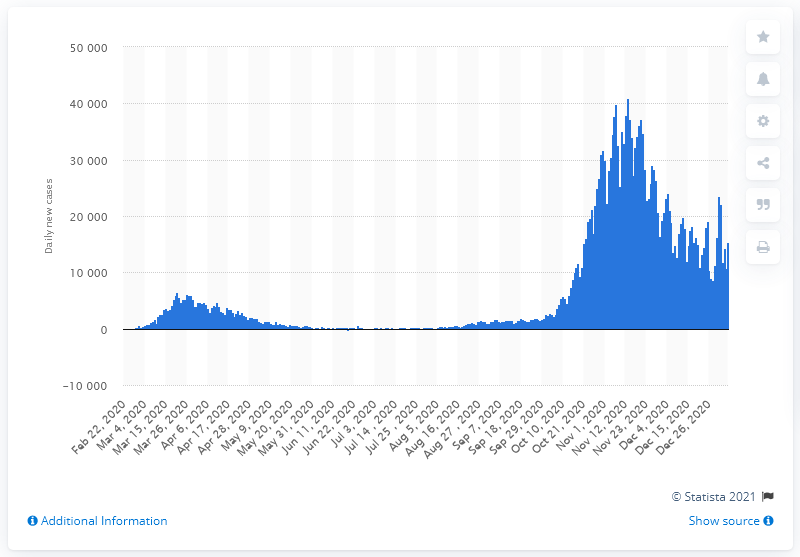 50 000
40 000
30 000
20 000
10 000
0
−10 000
Daily new cases
Feb 22, 2020
Mar 4, 2020
Mar 15, 2020
Mar 26, 2020
Apr 6, 2020
Apr 17, 2020
Apr 28, 2020
May 9, 2020
May 20, 2020
May 31, 2020
Jun 11, 2020
Jun 22, 2020
Jul 3, 2020
Jul 14 , 2020
Jul 25 , 2020
Aug 5, 2020
Aug 16, 2020
Aug 27, 2020
Sep 7, 2020
Sep 18, 2020
Sep 29, 2020
Oct 10, 2020
Oct 21, 2020
Nov 1, 2020
Nov 12, 2020
Nov 23, 2020
Dec 4, 2020
Dec 15, 2020
Dec 26, 2020
© Statista 2021
Additional Information
Show source